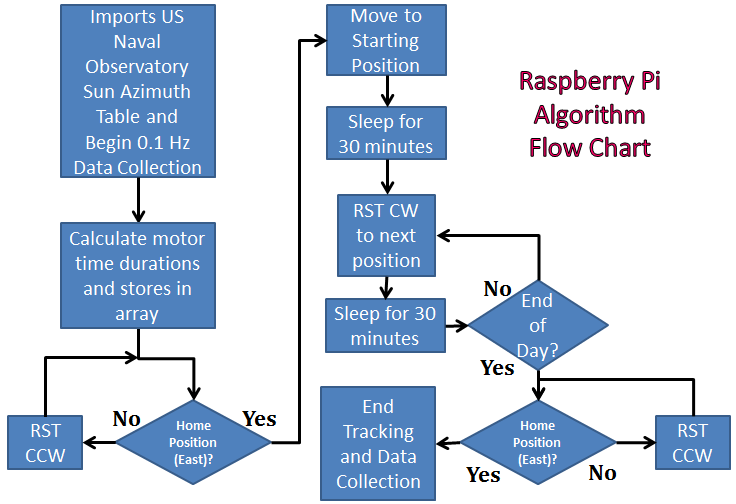 Imports US
Naval
Observatory
Sun Azimuth
Table and
Begin 0.1 Hz
Data Collection
Calculate motor
time durations
and stores in
array
No
Home
Position
(East)?
Yes
RST
CCW
Move to
Starting
Position
Sleep for
30 minutes
RST CW
to next
position
Sleep for 30
minutes
No
End
of
Day?
Yes
Home
Position
(East)?
Yes
No
RST
CCW
End
Tracking
and Data
Collection
Raspberry Pi
Algorithm
Flow Chart